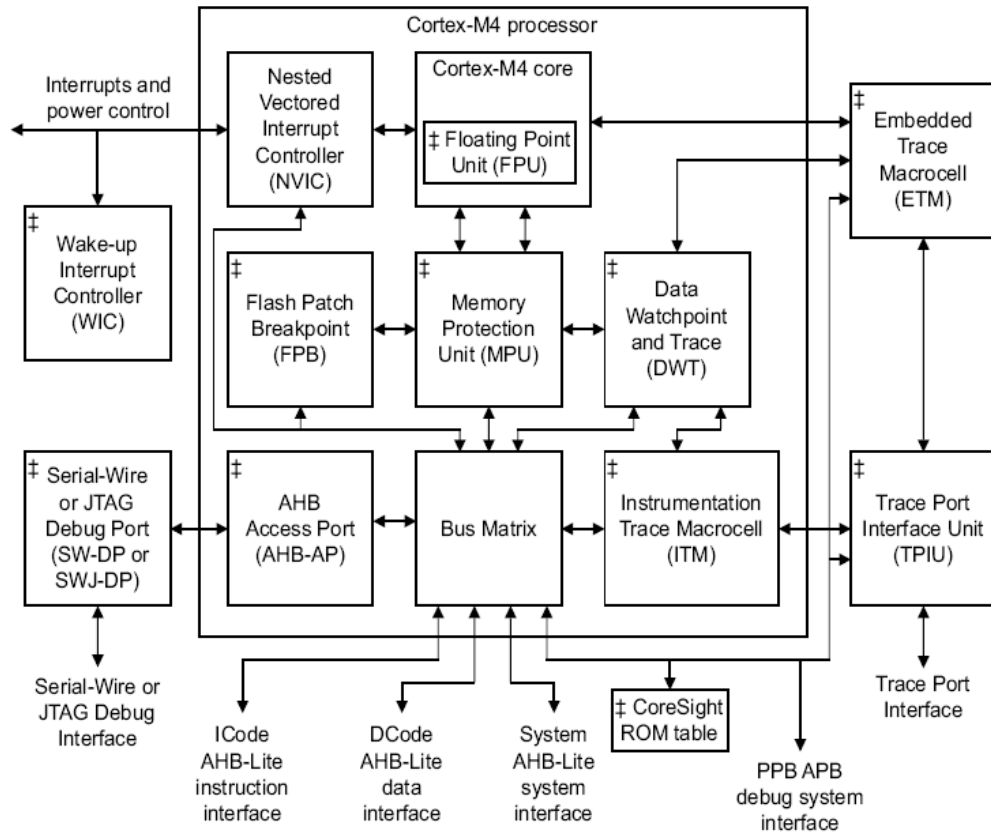 Cortex-M4 processor
Nested
Vectored
Interrupt
Controller
(NVIC)
Cortex-M4 core
‡ Floating Point
Unit (FPU)
Interrupts and
power control
‡
Embedded
Trace
Macrocell
(ETM)
‡
Wake-up
Interrupt
Controller
(WIC)
‡
Flash Patch
Breakpoint
(FPB)
‡
Memory
Protection
Unit (MPU)
‡
Data
Watchpoint
and Trace
(DWT)
‡
Serial-Wire
or JTAG
Debug Port
(SW-DP or
SWJ-DP)
‡
AHB
Access Port
(AHB-AP)
Bus Matrix
‡
Instrumentation
Trace Macrocell
(ITM)
‡
Trace Port
Interface Unit
(TPIU)
Serial-Wire or
JTAG Debug
Interface
ICode
AHB-Lite
instruction
interface
DCode
AHB-Lite
data
interface
System
AHB-Lite
system
interface
‡ CoreSight
ROM table
PPB APB
debug system
interface
Trace Port
Interface